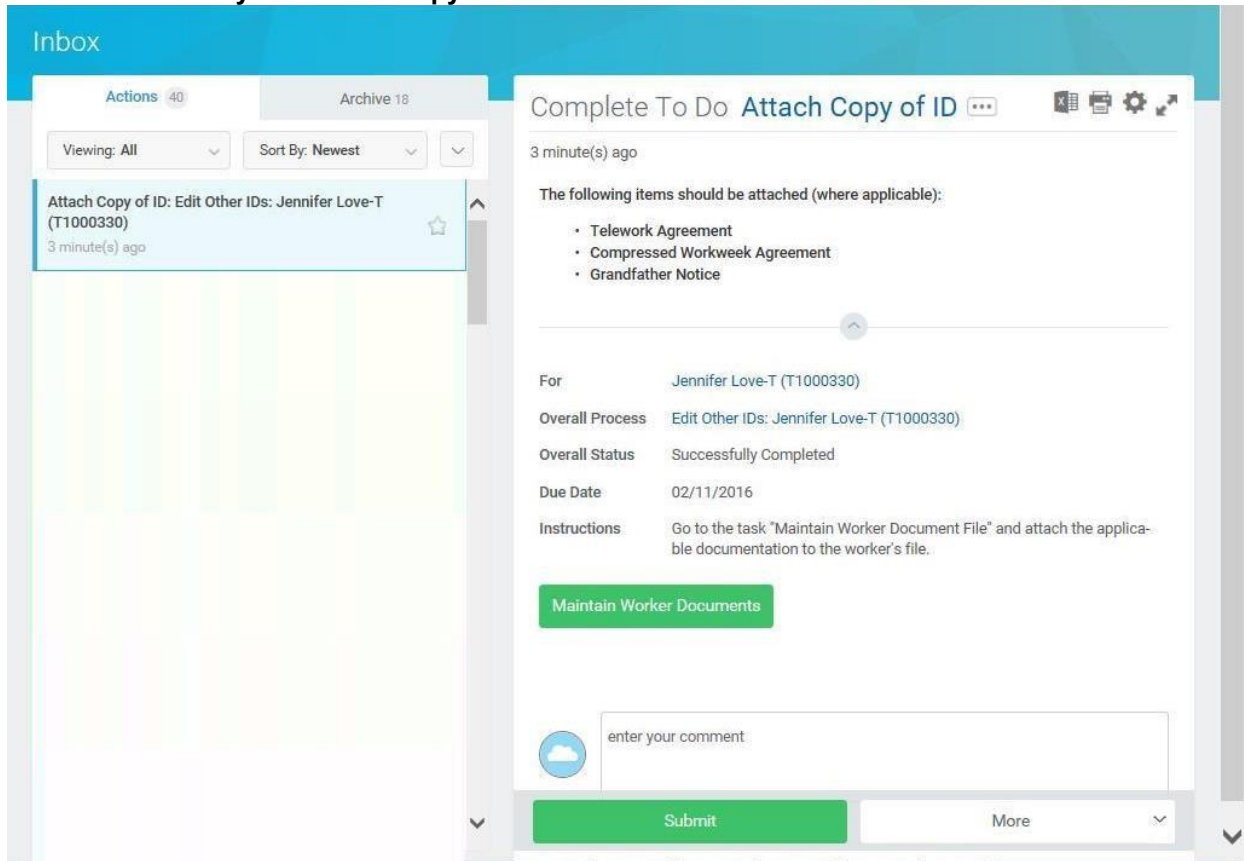 Inbox
Actions 40
Archive 18
Viewing: All
Sort By: Newest
Attach Copy of ID: Edit Other IDs: Jennifer Love-T
(T1000330)
3 minute(s) ago
Complete To Do Attach Copy of ID
3 minute(s) ago
The following items should be attached (where applicable):
• Telework Agreement
• Compressed Workweek Agreement
• Grandfather Notice
For Jennifer Love-T (T1000330)
Overall Process Edit Other IDs: Jennifer Love-T (T1000330)
Overall Status Successfully Completed
Due Date 02/11/2016
Instructions Go to the task "Maintain Worker Document File" and attach the applica-
ble documentation to the worker's file.
Maintain Worker Documents
enter your comment
Submit
More